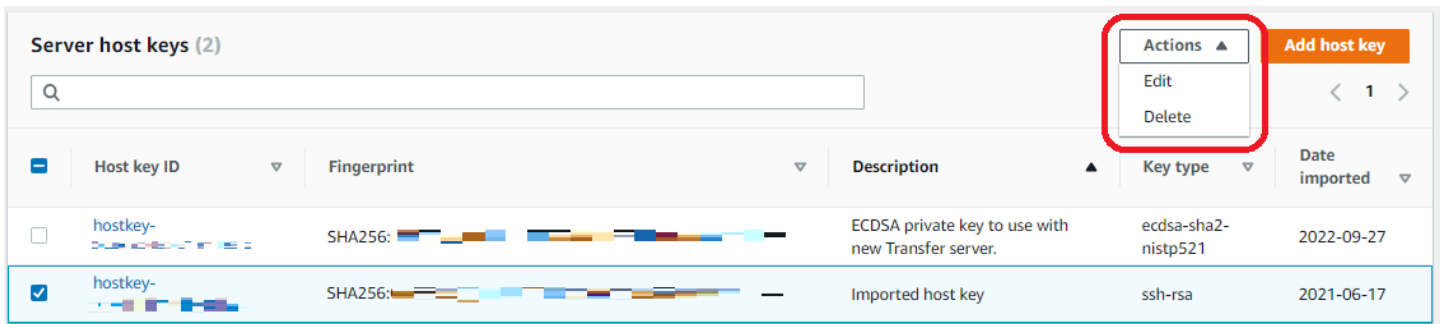 Server host keys (2)
Actions
Add host key
Edit
1
Delete
Host key ID
Fingerprint
Description
Key type
Date
imported
hostkey-
SHA256:
ECDSA private key to use with
new Transfer server.
ecdsa-sha2-
nistp521
2022-09-27
hostkey-
SHA256:
Imported host key
ssh-rsa
2021-06-17